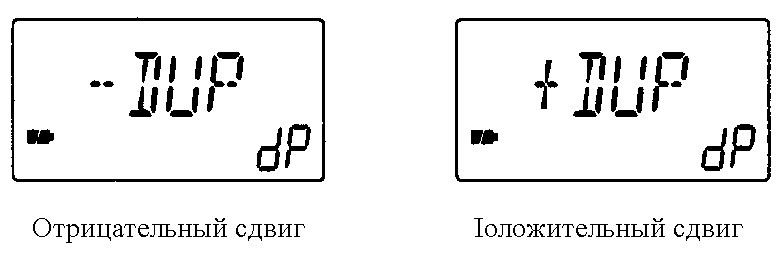 -DUP
dP
+DUP
dP
Отрицательный сдвиг
Iоложительный сдвиг